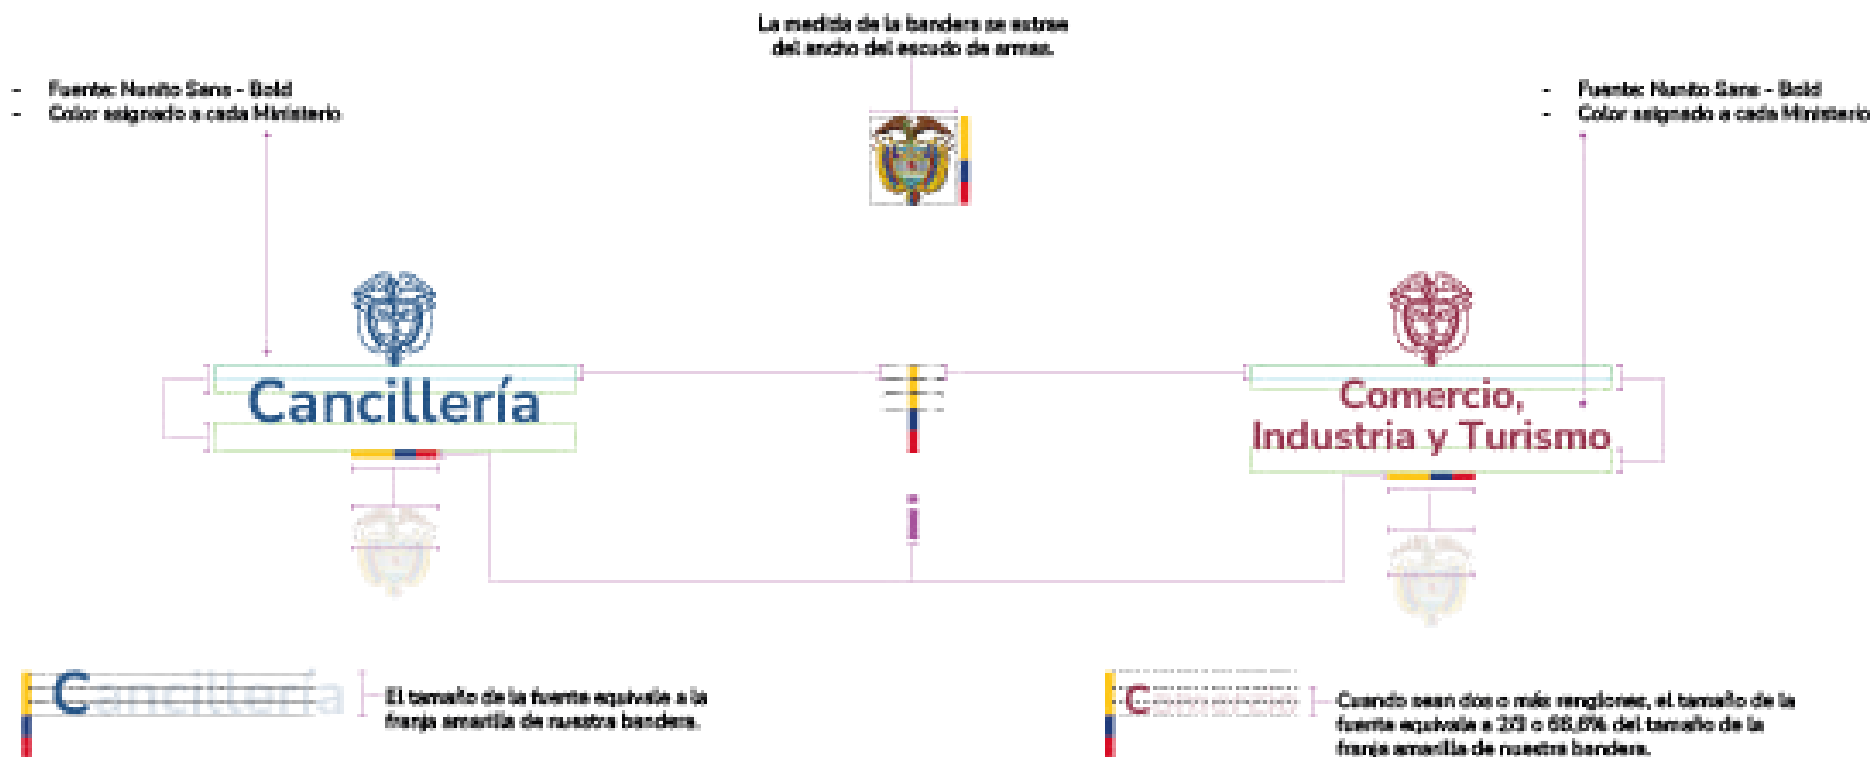 La medida de la bandera se extrae
del ancho del escudo de armas.
- Fuente: Nunito Sans - Bold
- Color asignado a cada Ministerio
- Fuente: Nunito Sans - Bold
- Color asignado a cada Ministerio
Cancillería
Comercio,
Industria y Turismo
i
Cancillería
El tamaño de la fuente equivale a la
franja amarilla de nuestra bandera.
Comercio
Cuando sean dos o más renglones, el tamaño de la
fuente equivale a 2/3 o 66,6% del tamaño de la
franja amarilla de nuestra bandera.